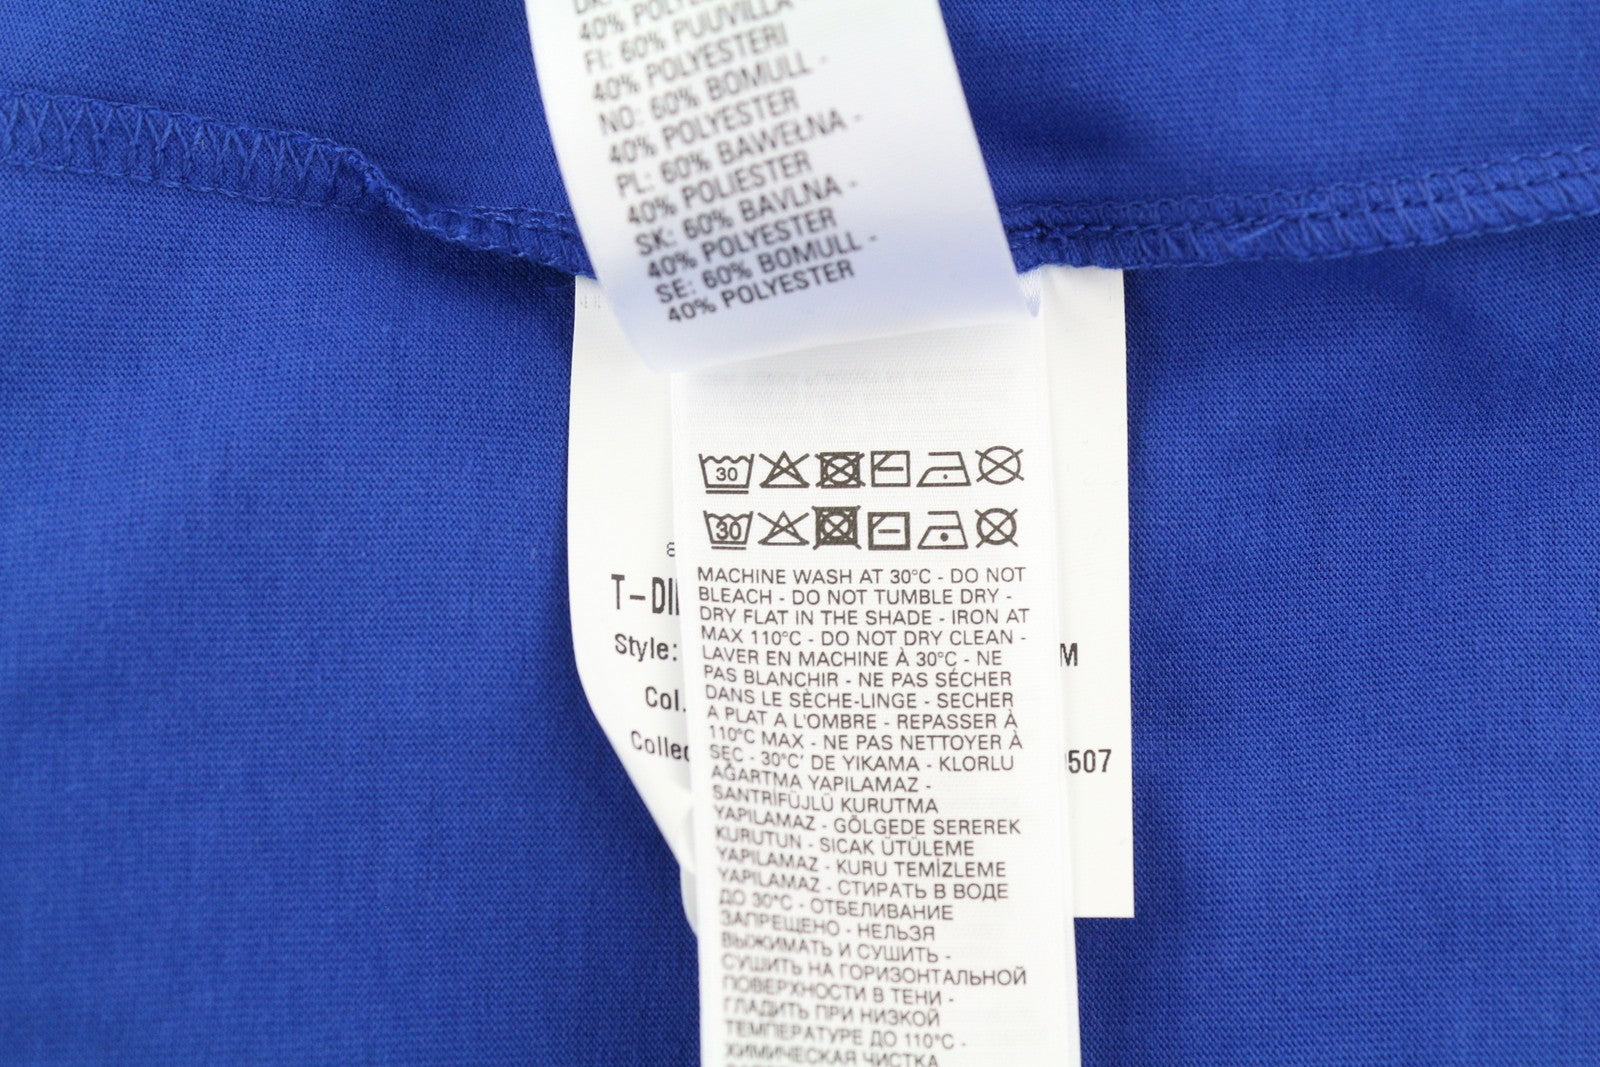 40%
FI: 60% PUUVILLA
40% POLYESTERI
NO: 60% BOMULL -
40% POLYESTER
PL: 60% BAWEŁNA -
40% POLIESTER
SK: 60% BAVLNA -
40% POLYESTER
SE: 60% BOMULL -
40% POLYESTER
30
30
T-DI
Style: M
Col.
Collec 507
MACHINE WASH AT 30°C - DO NOT
BLEACH - DO NOT TUMBLE DRY -
DRY FLAT IN THE SHADE - IRON AT
MAX 110°C - DO NOT DRY CLEAN -
LAVER EN MACHINE À 30°C - NE
PAS BLANCHIR - NE PAS SÉCHER
DANS LE SÈCHE-LINGE - SECHER
A PLAT A L'OMBRE - REPASSER À
110°C MAX - NE PAS NETTOYER À
SEC - 30°C' DE YIKAMA - KLORLU
AĞARTMA YAPILAMAZ -
SANTRİFÜJLÜ KURUTMA
YAPILAMAZ - GÖLGEDE SEREREK
KURUTUN - SICAK ÜTÜLEME
YAPILAMAZ - KURU TEMİZLEME
YAPILAMAZ - СТИРАТЬ В ВОДЕ
ДО 30°C - ОТБЕЛИВАНИЕ
ЗАПРЕЩЕНО - НЕЛЬЗЯ
ВЫЖИМАТЬ И СУШИТЬ -
СУШИТЬ НА ГОРИЗОНТАЛЬНОЙ
ПОВЕРХНОСТИ В ТЕНИ -
ГЛАДИТЬ ПРИ НИЗКОЙ
ТЕМПЕРАТУРЕ ДО 110°C -
ХИМИЧЕСКАЯ ЧИСТКА